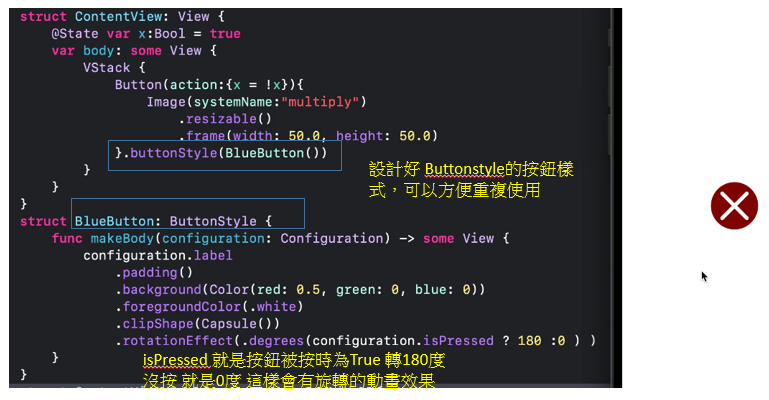 struct ContentView: View {
@State var x:Bool = true
var body: some View {
VStack {
Button(action:{x = !x}){
Image(systemName:"multiply")
.resizable()
.frame(width: 50.0, height: 50.0)
}.buttonStyle(BlueButton())
}
}
}
設計好 Buttonstyle的按鈕樣
式，可以方便重複使用
struct BlueButton: ButtonStyle {
func makeBody(configuration: Configuration) -> some View {
configuration.label
.padding()
.background(Color(red: 0.5, green: 0, blue: 0))
.foregroundColor(.white)
.clipShape(Capsule())
.rotationEffect(.degrees(configuration.isPressed ? 180 :0 ) )
}
}
isPressed 就是按鈕被按時為True 轉180度
沒按 就是0度 這樣會有旋轉的動畫效果